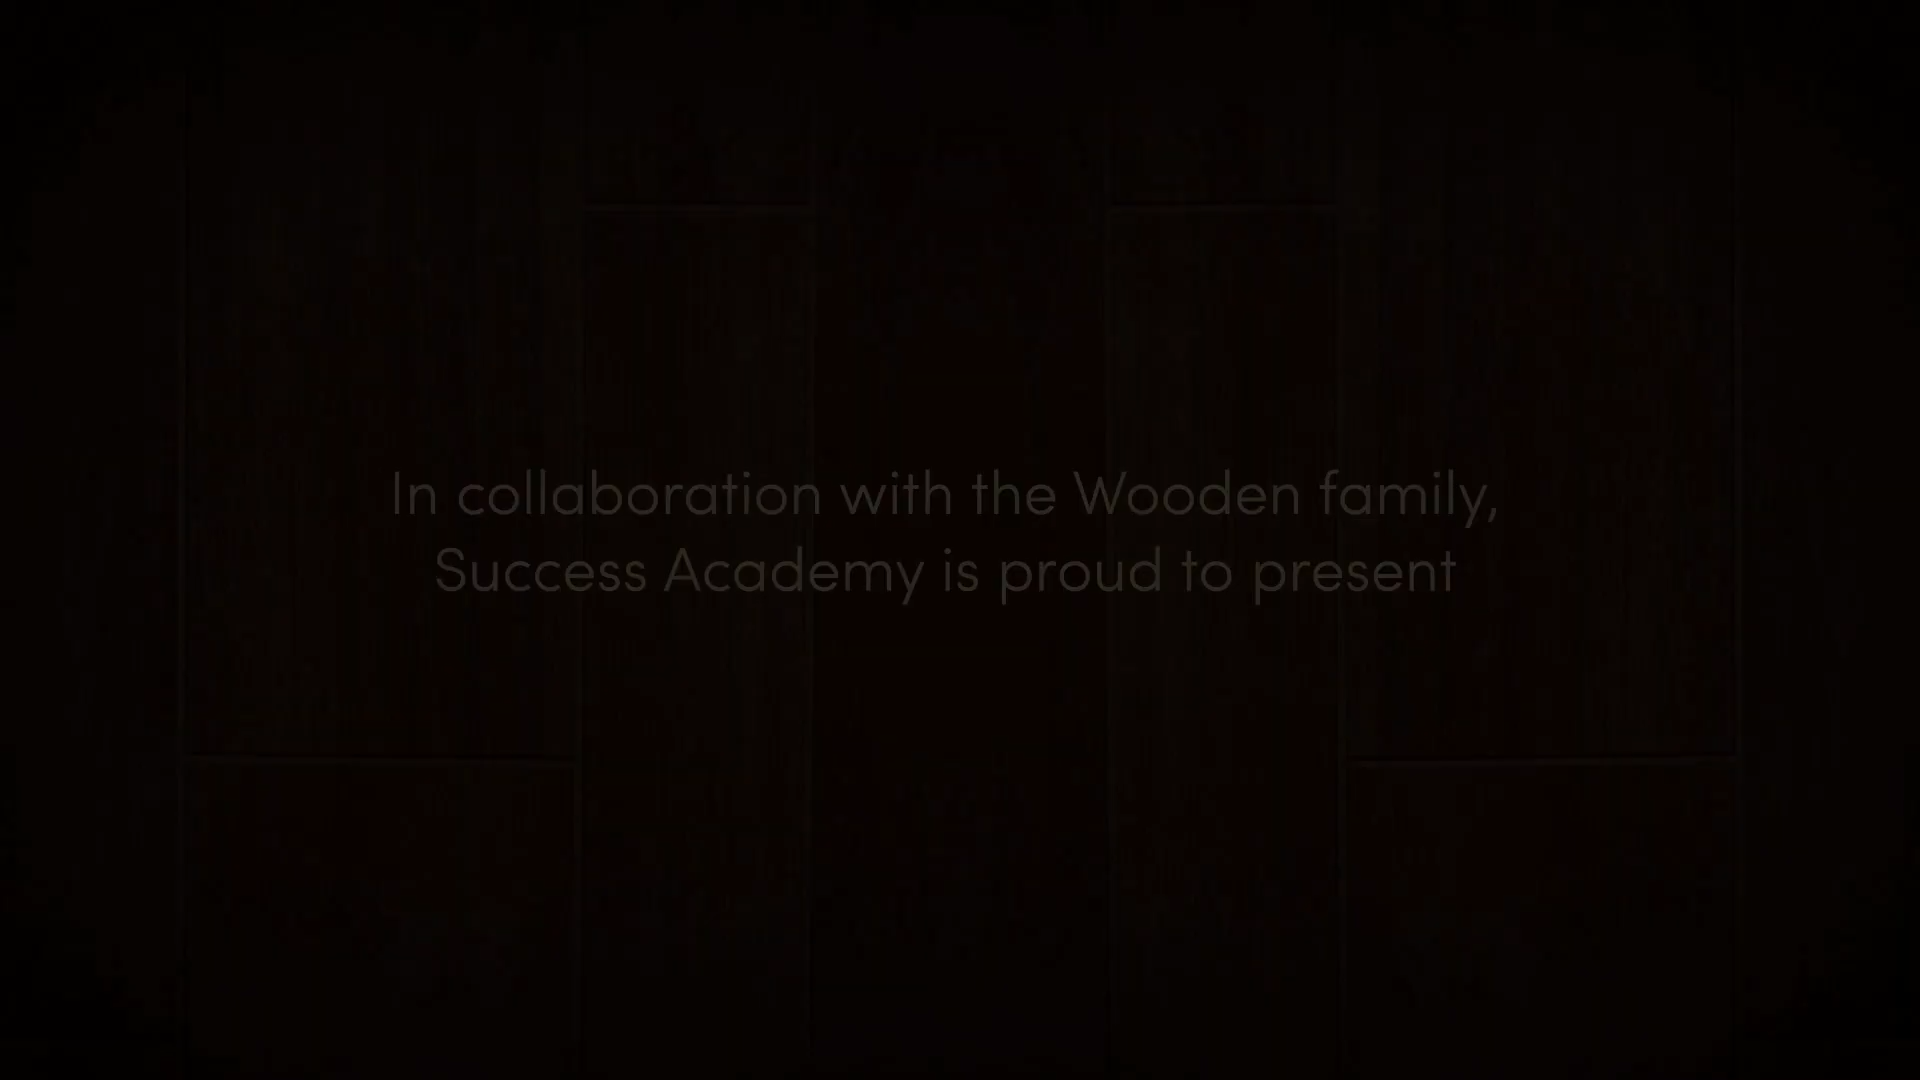 In collaboration with the Wooden family,
Success Academy is proud to present